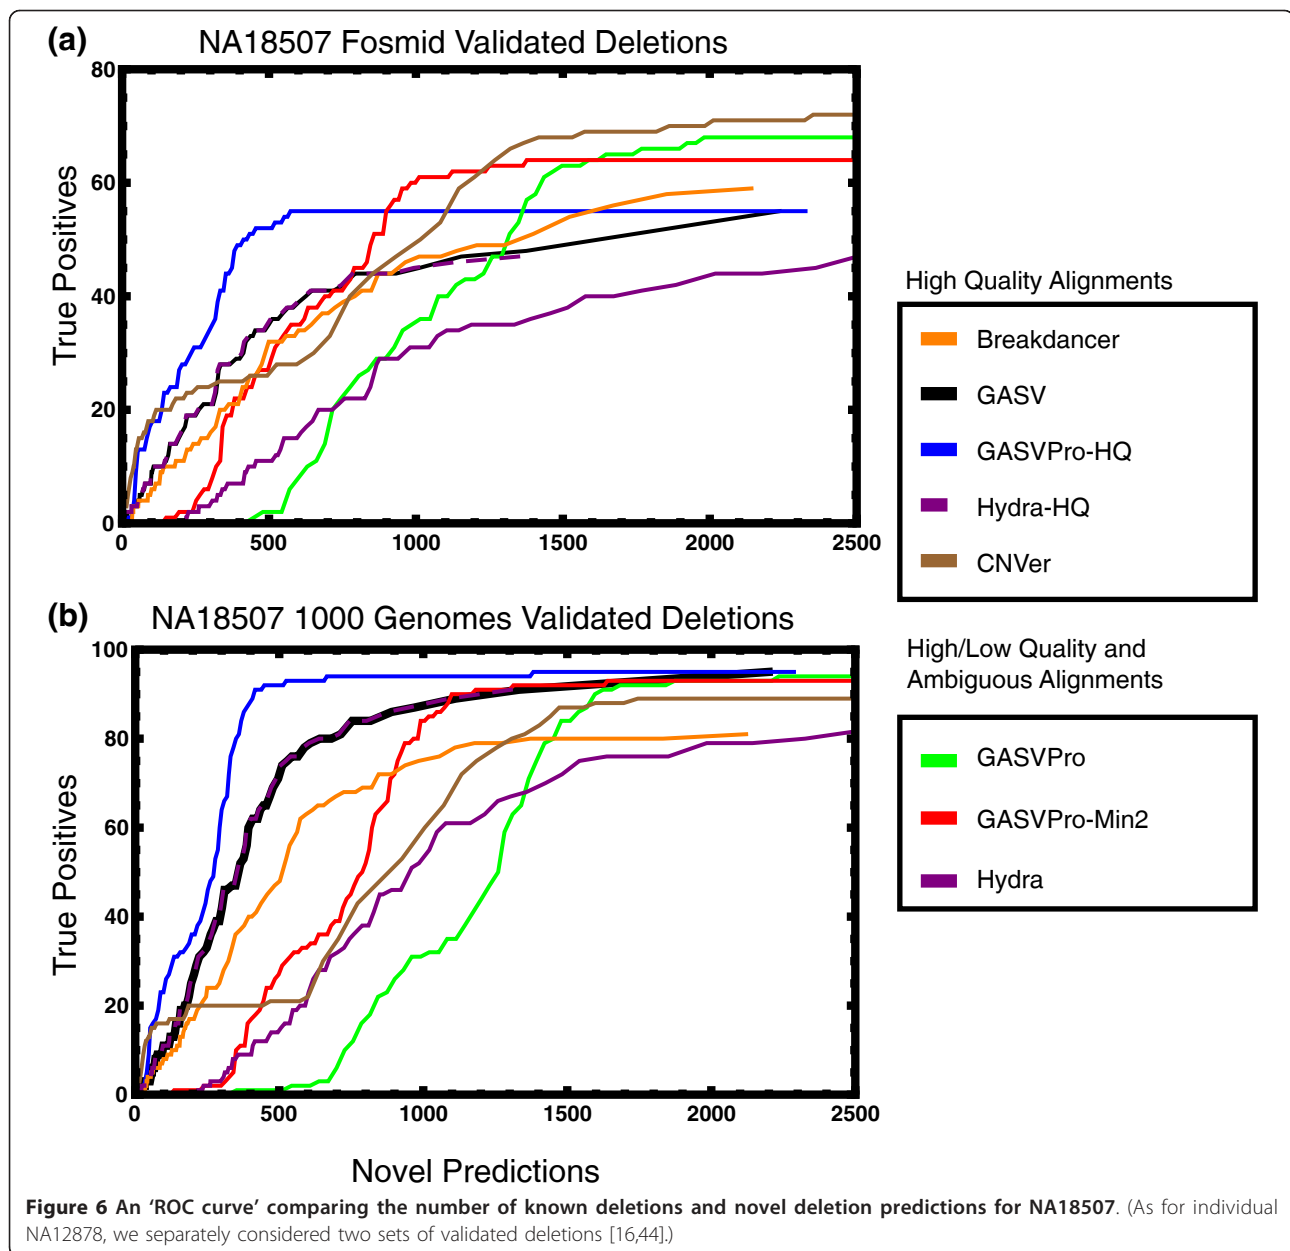 (a) NA18507 Fosmid Validated Deletions
80
60
40
20
0
True Positives
0 500 1000 1500 2000 2500
(b) NA18507 1000 Genomes Validated Deletions
100
80
60
40
20
0
True Positives
0 500 1000 1500 2000 2500
Novel Predictions
High Quality Alignments
Breakdancer
GASV
GASVPro-HQ
Hydra-HQ
CNVer
High/Low Quality and
Ambiguous Alignments
GASVPro
GASVPro-Min2
Hydra
Figure 6 An ‘ROC curve’ comparing the number of known deletions and novel deletion predictions for NA18507. (As for individual
NA12878, we separately considered two sets of validated deletions [16,44].)